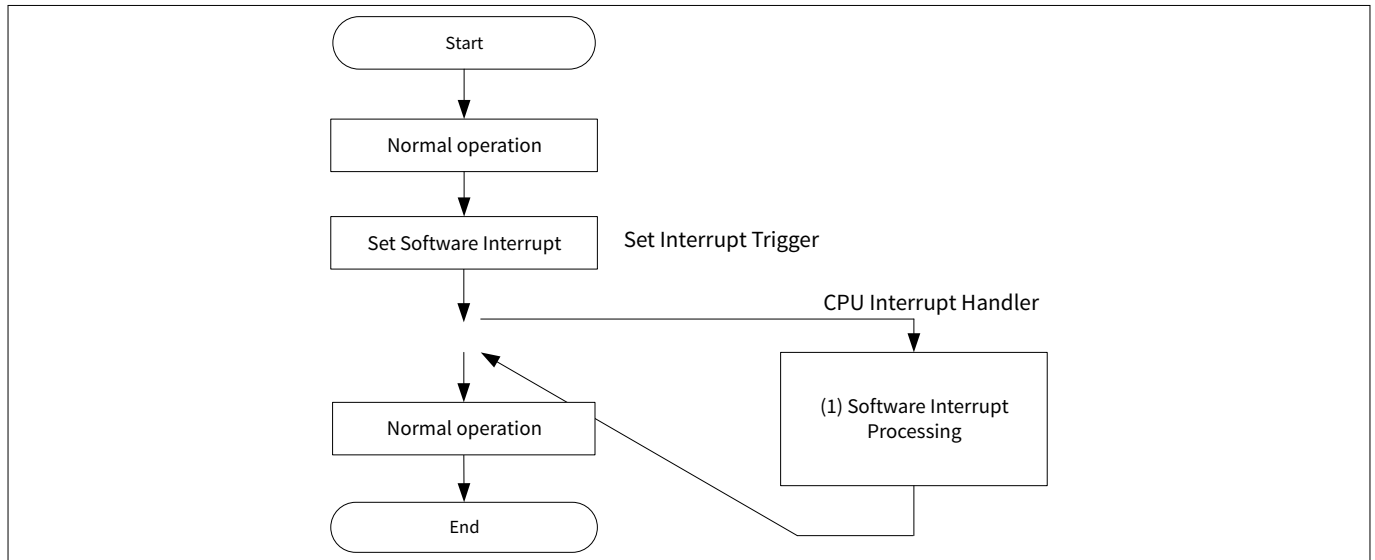 Start
Normal operation
Set Software Interrupt
Set Interrupt Trigger
CPU Interrupt Handler
(1) Software Interrupt
Processing
Normal operation
End